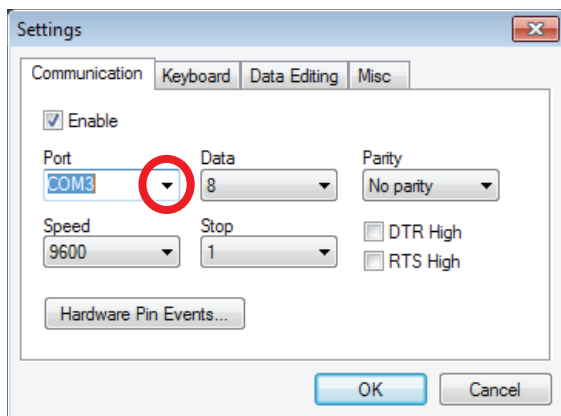 Settings
Communication Keyboard Data Editing Misc
Enable
Port Data Parity
COM3 8 No parity
Speed Stop
9600 1
DTR High
RTS High
Hardware Pin Events...
OK Cancel